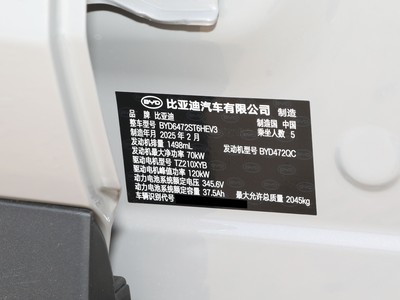 BYD 比亚迪汽车有限公司 制造
品 牌 比亚迪 制造国 中国
整车型号 BYD6472ST6HEV3 乘坐人数 5
制造年月 2025 年 2 月
发动机排量 1498mL 发动机型号 BYD472QC
发动机最大净功率 70kW
驱动电机型号 TZ210XYB
驱动电机峰值功率 120kW
动力电池系统额定电压 345.6V
动力电池系统额定容量 37.5Ah 最大允许总质量 2045kg
车辆识别代号